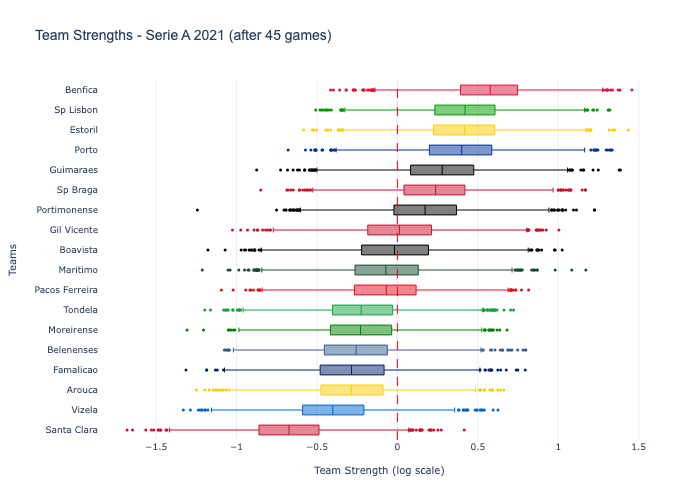 Team Strengths - Serie A 2021 (after 45 games)
Benfica
Sp Lisbon
Estoril
Porto
Guimaraes
Sp Braga
Portimonense
Gil Vicente
Boavista
Maritimo
Pacos Ferreira
Tondela
Moreirense
Belenenses
Famalicao
Arouca
Vizela
Santa Clara
Teams
−1.5 −1 −0.5 0 0.5 1 1.5
Team Strength (log scale)